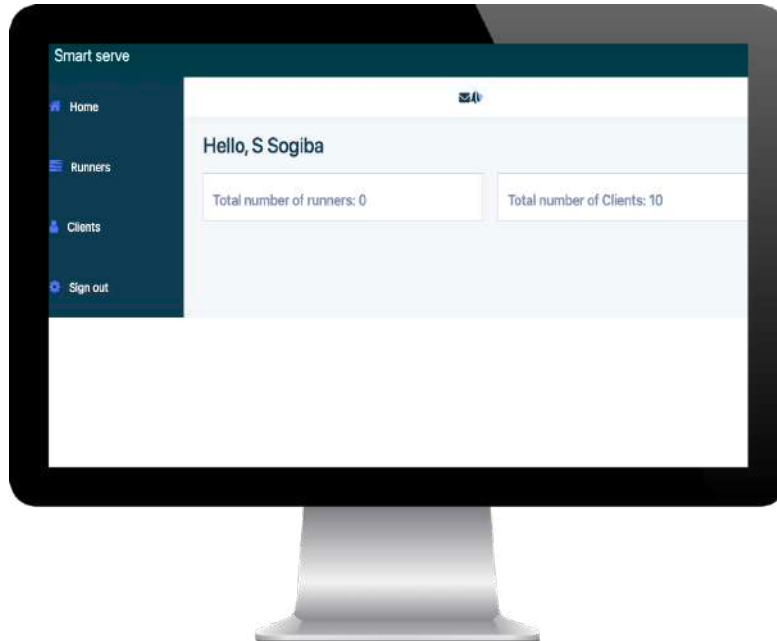 Smart serve
Home
Runners
Clients
Sign out
Hello, S Sogiba
Total number of runners: 0
Total number of Clients: 10